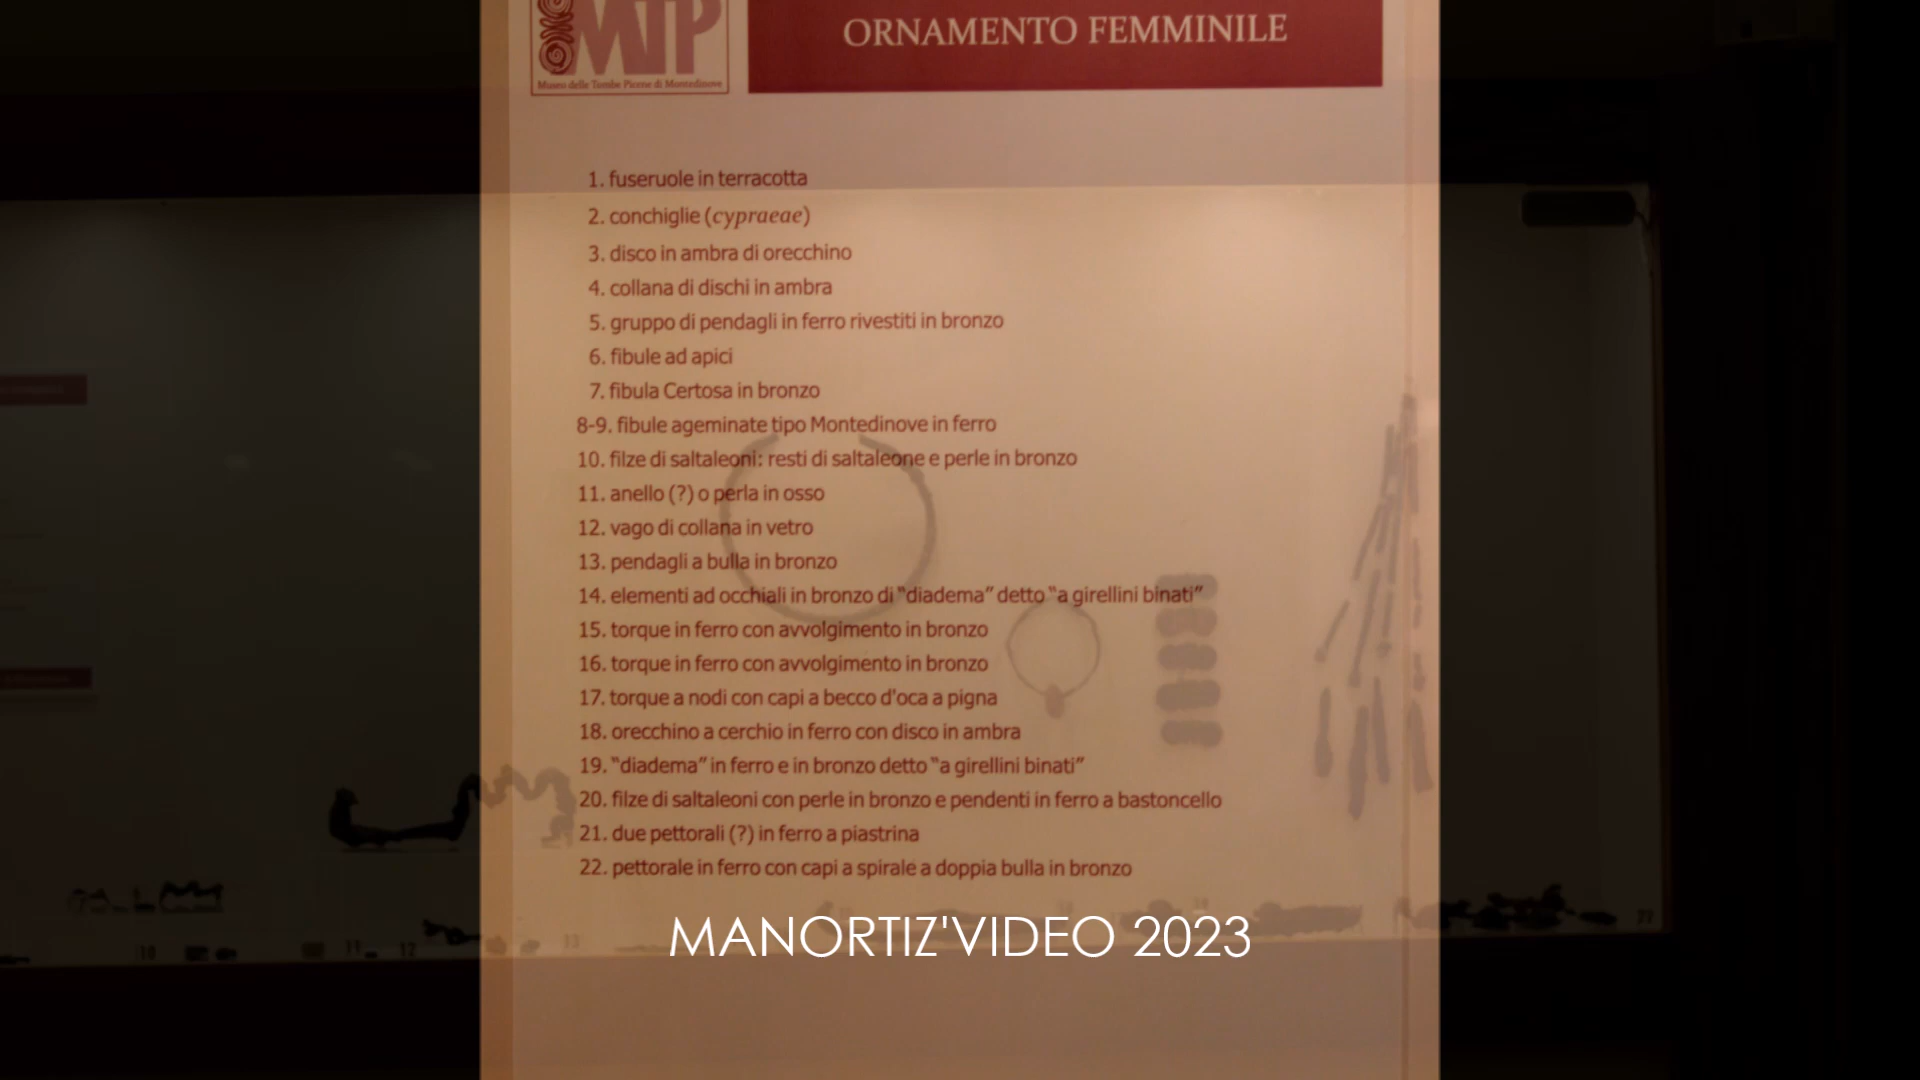 MTP
ORNAMENTO FEMMINILE
Museo delle Tombe Picene di Montedinove
1. fuseruole in terracotta
2. conchiglie (cypraeae)
3. disco in ambra di orecchino
4. collana di dischi in ambra
5. gruppo di pendagli in ferro rivestiti in bronzo
6. fibule ad apici
7. fibula Certosa in bronzo
8-9. fibule ageminate tipo Montedinove in ferro
10. filze di saltaleoni: resti di saltaleone e perle in bronzo
11. anello (?) o perla in osso
12. vago di collana in vetro
13. pendagli a bulla in bronzo
14. elementi ad occhiali in bronzo di "diadema" detto "a girellini binati"
15. torque in ferro con avvolgimento in bronzo
16. torque in ferro con avvolgimento in bronzo
17. torque a nodi con capi a becco d'oca a pigna
18. orecchino a cerchio in ferro con disco in ambra
19. "diadema" in ferro e in bronzo detto "a girellini binati"
20. filze di saltaleoni con perle in bronzo e pendenti in ferro a bastoncello
21. due pettorali (?) in ferro a piastrina
22. pettorale in ferro con capi a spirale a doppia bulla in bronzo
10 11 12 13 22
MANORTIZ'VIDEO 2023